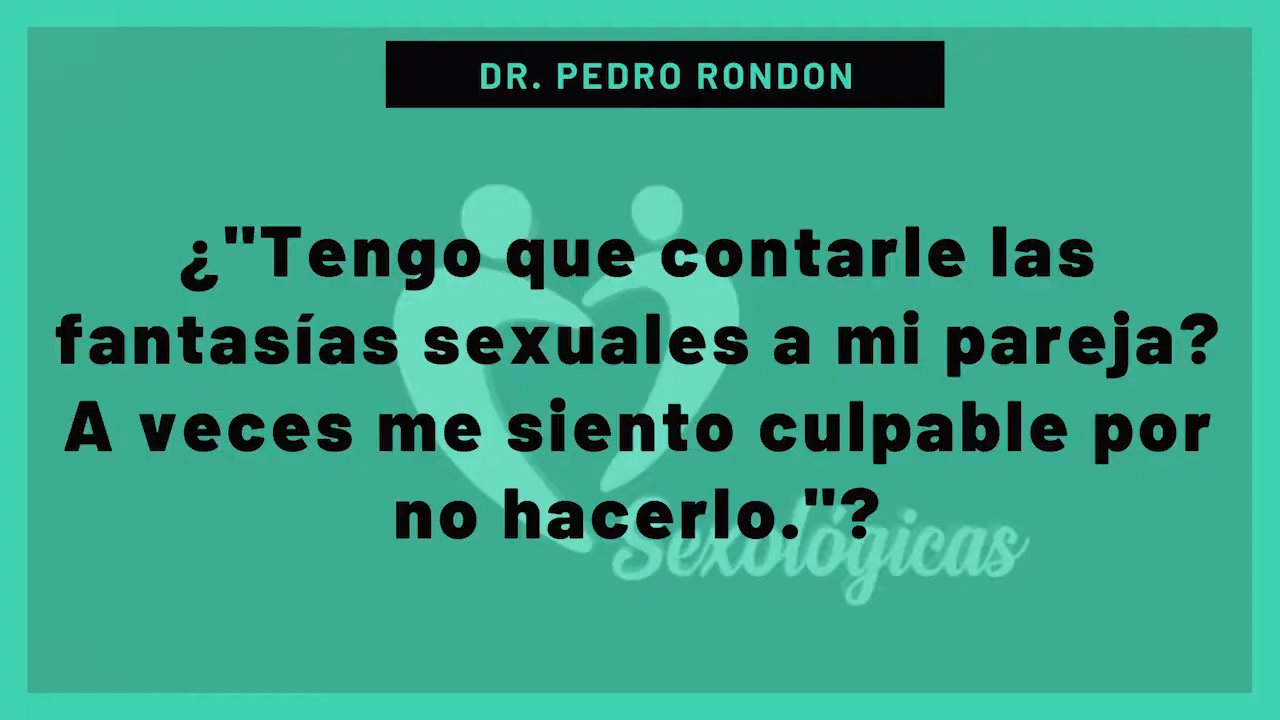 DR. PEDRO RONDON
¿"Tengo que contarle las
fantasías sexuales a mi pareja?
A veces me siento culpable por
no hacerlo."?
Sexológicas